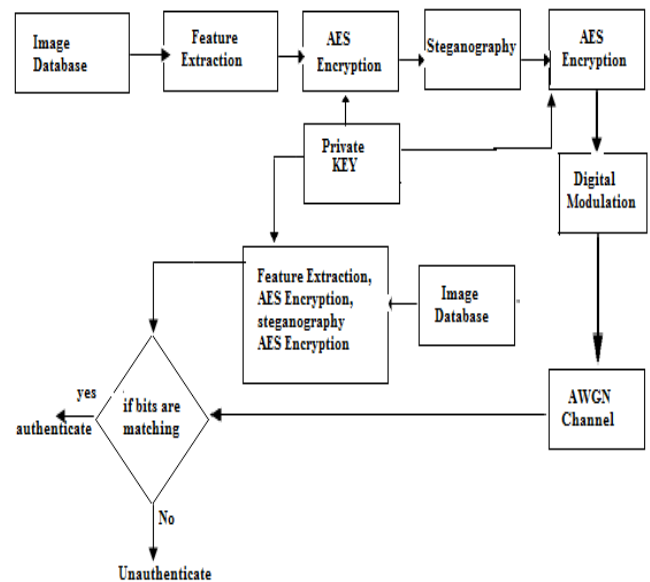 Image
Database
Feature
Extraction
AES
Encryption
Steganography
AES
Encryption
Private
KEY
Digital
Modulation
Feature Extraction,
AES Encryption,
steganography
AES Encryption
Image
Database
AWGN
Channel
if bits are
matching
yes
authenticate
No
Unauthenticate